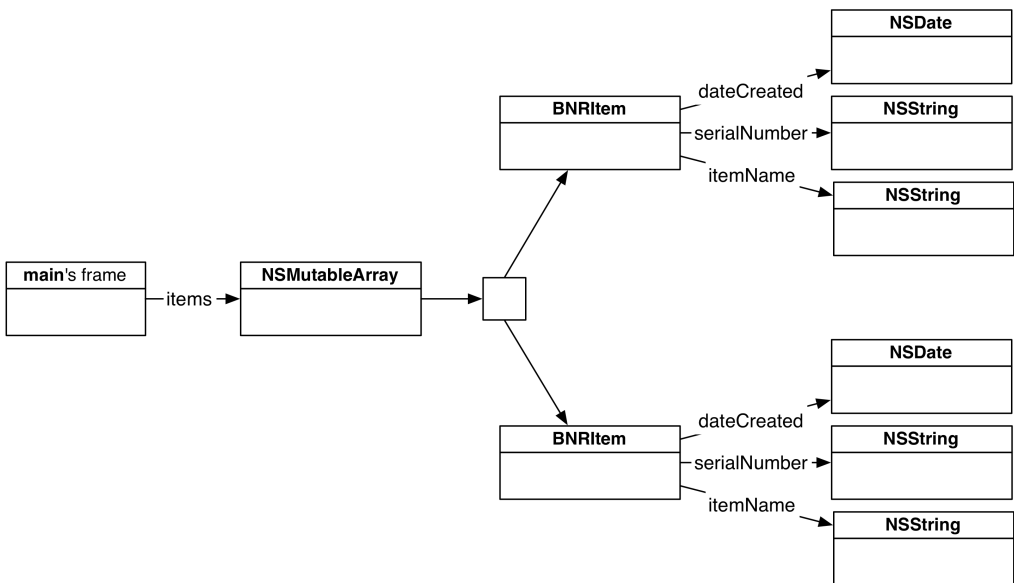 NSDate
dateCreated
BNRItem
NSString
serialNumber
itemName
NSString
main's frame
NSMutableArray
items
NSDate
dateCreated
BNRItem
NSString
serialNumber
itemName
NSString